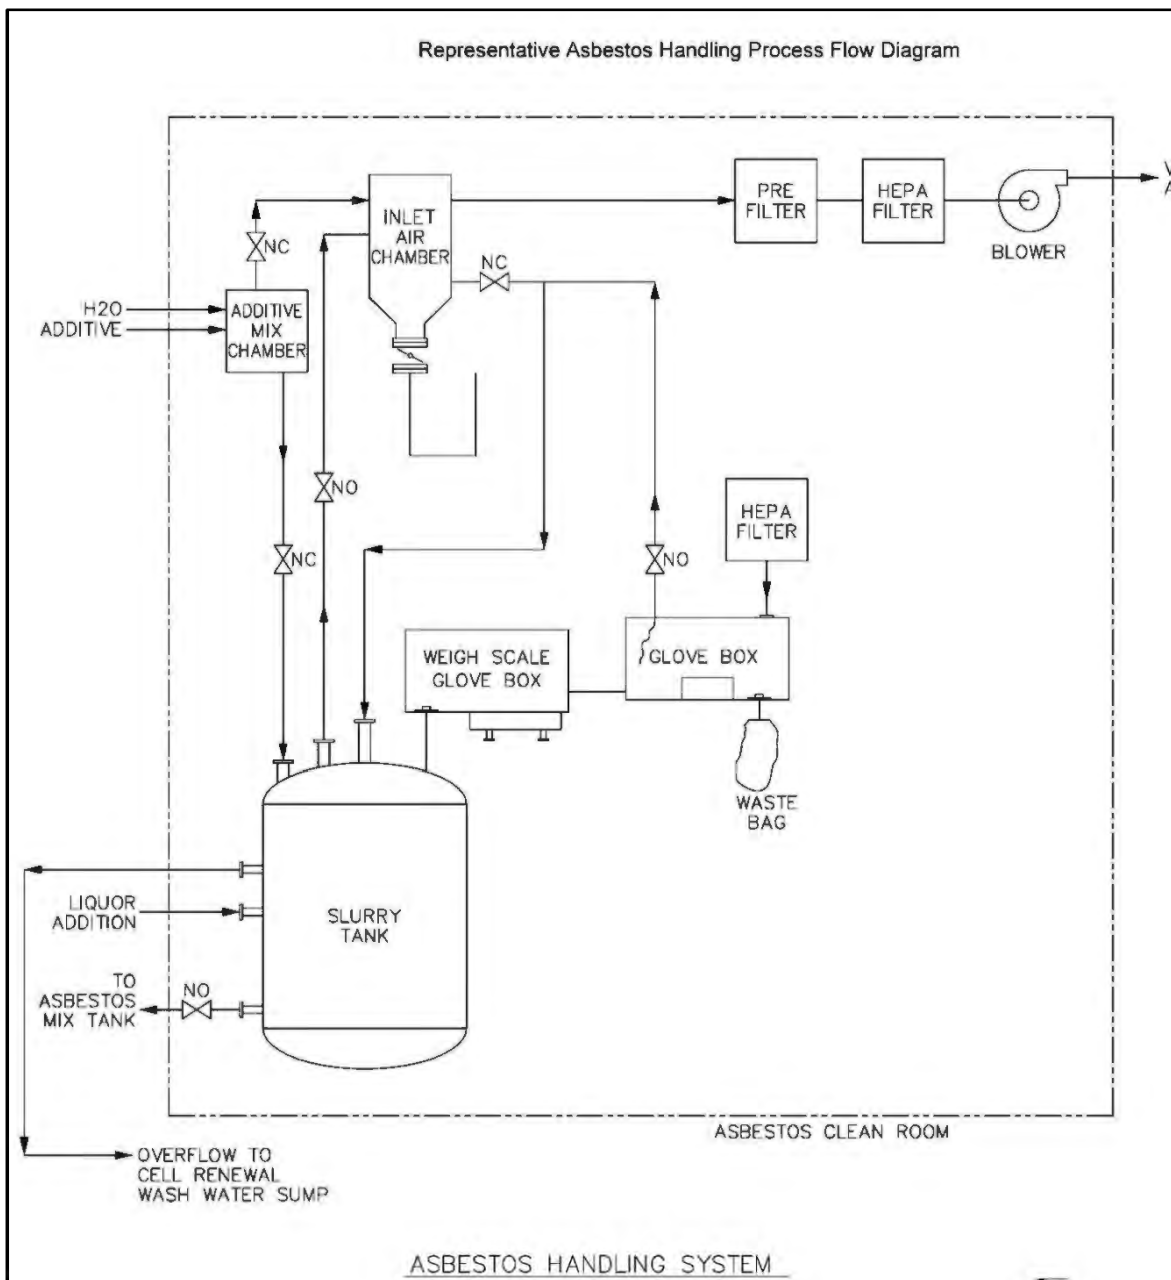 Representative Asbestos Handling Process Flow Diagram
PRE
FILTER
HEPA
FILTER
BLOWER
V
A
INLET
AIR
CHAMBER
NC
NC
H2O
ADDITIVE
ADDITIVE
MIX
CHAMBER
NO
NC
NO
HEPA
FILTER
WEIGH SCALE
GLOVE BOX
GLOVE BOX
WASTE
BAG
LIQUOR
ADDITION
SLURRY
TANK
TO
ASBESTOS
MIX TANK
NO
ASBESTOS CLEAN ROOM
OVERFLOW TO
CELL RENEWAL
WASH WATER SUMP
ASBESTOS HANDLING SYSTEM